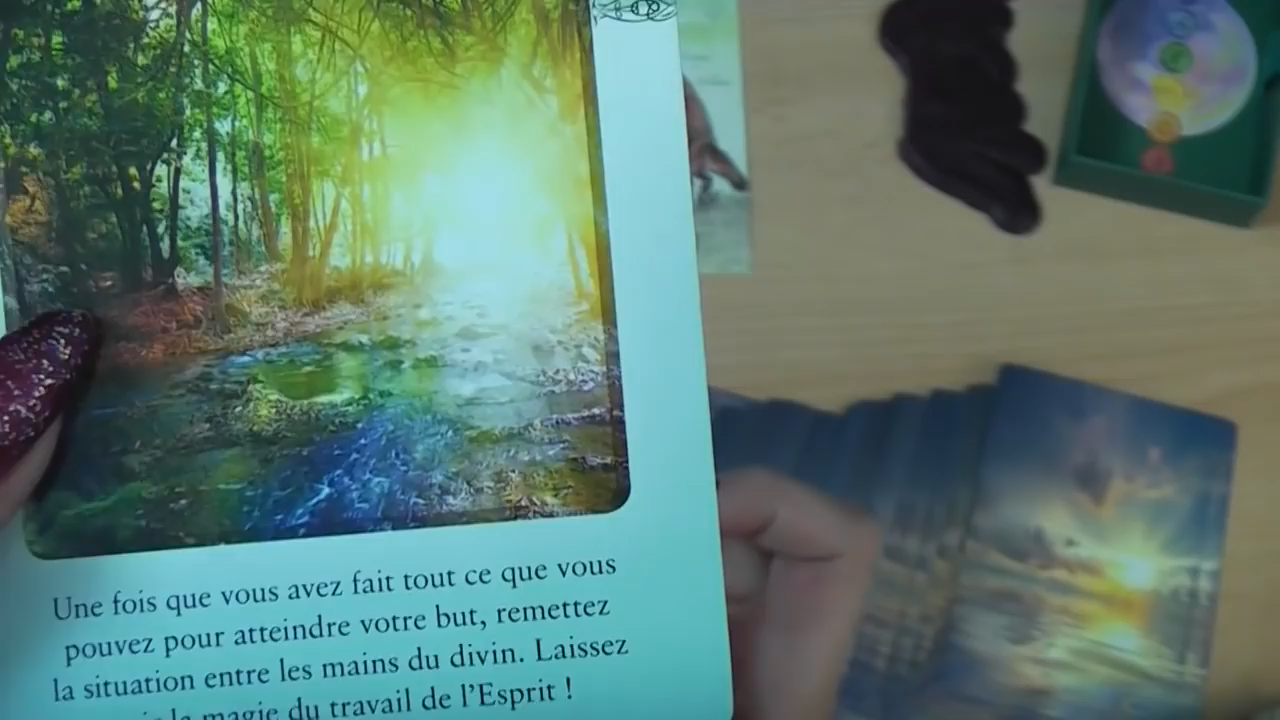 Une fois que vous avez fait tout ce que vous
pouvez pour atteindre votre but, remettez
la situation entre les mains du divin. Laissez
la magie du travail de l'Esprit !